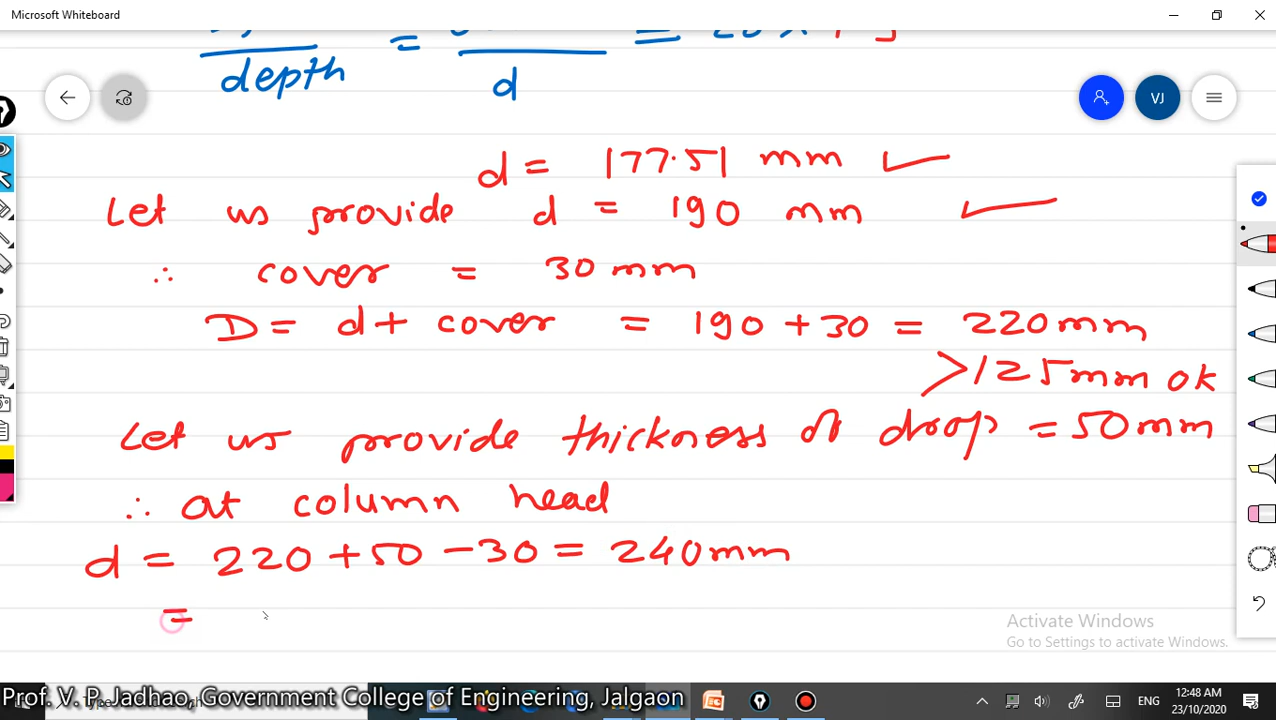 Microsoft Whiteboard
depth = d = 20 x
VJ
d = 177.51 mm
Let us provide d = 190 mm
∴ cover = 30 mm
D = d + cover = 190 + 30 = 220mm
> 125mm ok
Let us provide thickness of drop = 50mm
∴ at column head
d = 220 + 50 - 30 = 240mm
=
Activate Windows
Go to Settings to activate Windows.
Prof. V. P. Jadhao, Government College of Engineering, Jalgaon
ENG
12:48 AM
23/10/2020